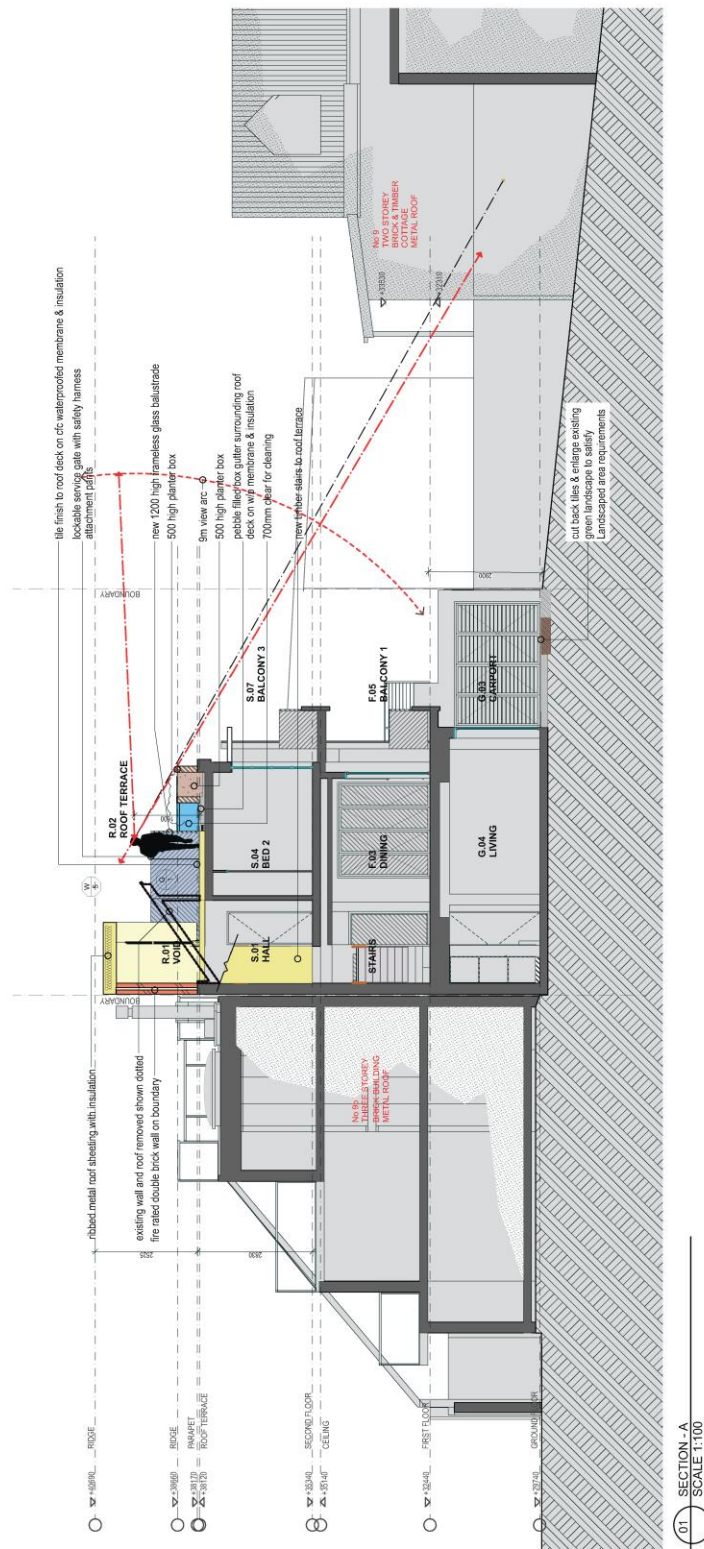 tile finish to roof deck on cfc waterproofed membrane & insulation
lockable service gate with safety harness
attachment points
new 1200 high frameless glass balustrade
500 high planter box
9m view arc
500 high planter box
pebble filled box gutter surrounding roof
deck on w/p membrane & insulation
700mm clear for cleaning
new timber stairs to roof terrace
ribbed metal roof sheeting with insulation
existing wall and roof removed shown dotted
fire rated double brick wall on boundary
BOUNDARY
BOUNDARY
R.02
ROOF TERRACE
R.01
VOID
S.07
BALCONY 3
S.04
BED 2
S.01
HALL
F.05
BALCONY 1
F.03
DINING
STAIRS
G.03
CARPORT
G.04
LIVING
No 9
TWO STOREY
BRICK & TIMBER
COTTAGE
METAL ROOF
+33830
+32310
No 9b
THREE STOREY
BRICK BUILDING
METAL ROOF
2525
2830
2800
cut back tiles & enlarge existing
green landscape to satisfy
Landscaped area requirements
+40690 RIDGE
+38660 RIDGE
+38170 PARAPET
+38120 ROOF TERRACE
+35340 SECOND FLOOR
+35140 CEILING
+32440 FIRST FLOOR
+29740 GROUND FLOOR
01 SECTION - A
SCALE 1:100